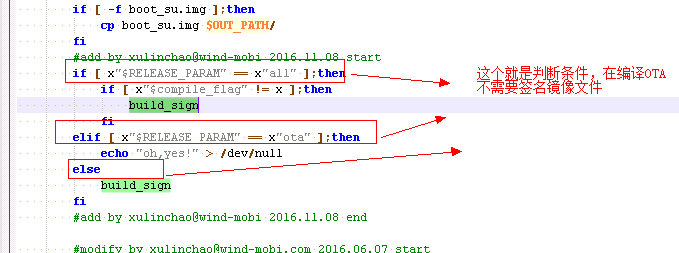 if [ -f boot_su.img ];then
cp boot_su.img $OUT_PATH/
fi
#add by xulinchao@wind-mobi 2016.11.08 start
if [ x"$RELEASE_PARAM" == x"all" ];then
if [ x"$compile_flag" != x ];then
build_sign
fi
elif [ x"$RELEASE_PARAM" == x"ota" ];then
echo "oh,yes!" > /dev/null
else
build_sign
fi
#add by xulinchao@wind-mobi 2016.11.08 end
#modify by xulinchao@wind-mobi.com 2016.06.07 start
这个就是判断条件，在编译OTA
不需要签名镜像文件